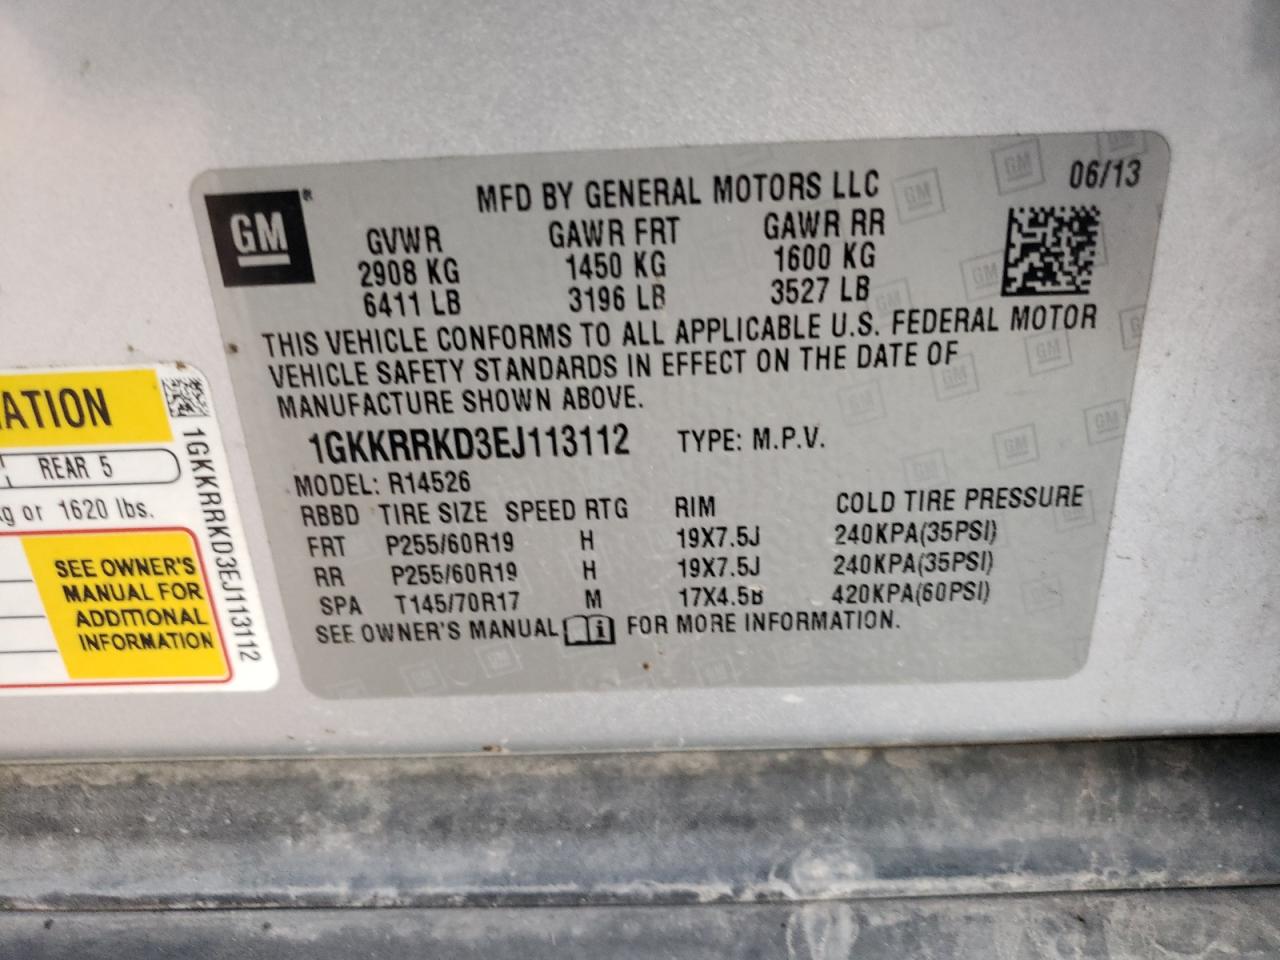 GM®
MFD BY GENERAL MOTORS LLC
06/13
GVWR GAWR FRT GAWR RR
2908 KG 1450 KG 1600 KG
6411 LB 3196 LB 3527 LB
THIS VEHICLE CONFORMS TO ALL APPLICABLE U.S. FEDERAL MOTOR
VEHICLE SAFETY STANDARDS IN EFFECT ON THE DATE OF
MANUFACTURE SHOWN ABOVE.
1GKKRRKD3EJ113112 TYPE: M.P.V.
MODEL: R14526
RBBD TIRE SIZE SPEED RTG RIM COLD TIRE PRESSURE
FRT P255/60R19 H 19X7.5J 240KPA(35PSI)
RR P255/60R19 H 19X7.5J 240KPA(35PSI)
SPA T145/70R17 M 17X4.5B 420KPA(60PSI)
SEE OWNER'S MANUAL FOR MORE INFORMATION.
ATION
REAR 5
kg or 1620 lbs.
SEE OWNER'S
MANUAL FOR
ADDITIONAL
INFORMATION
1GKKRRKD3EJ113112